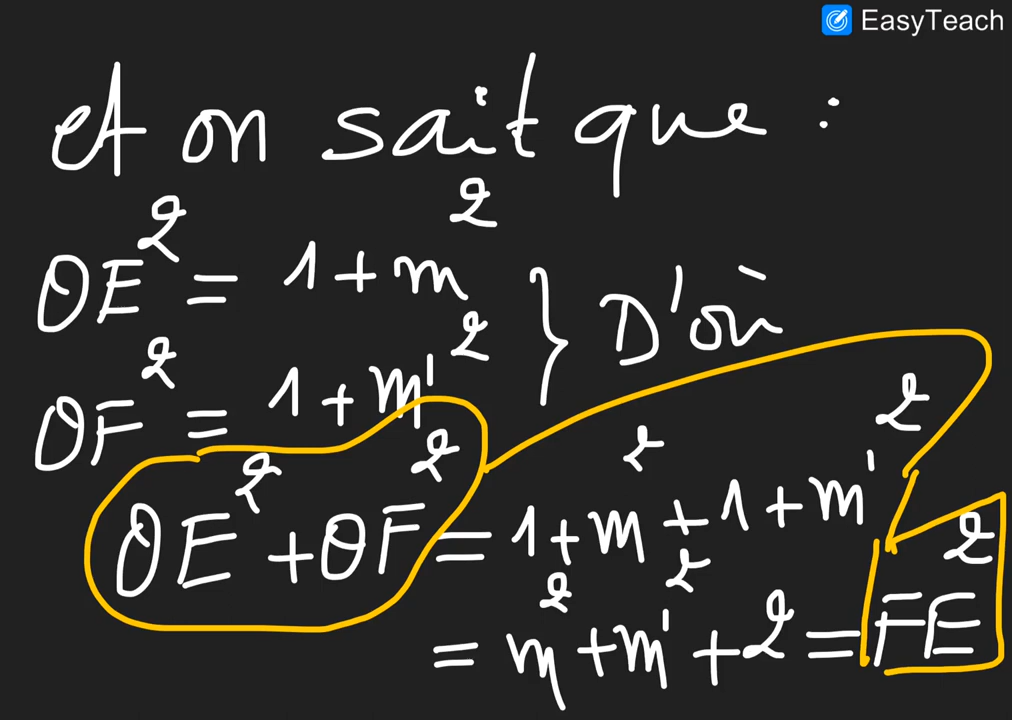 EasyTeach
et on sait que :
OE² = 1 + m²
OF² = 1 + m'²
} D'où
OE² + OF² = 1 + m² + 1 + m'²
= m² + m'² + 2 = FE²